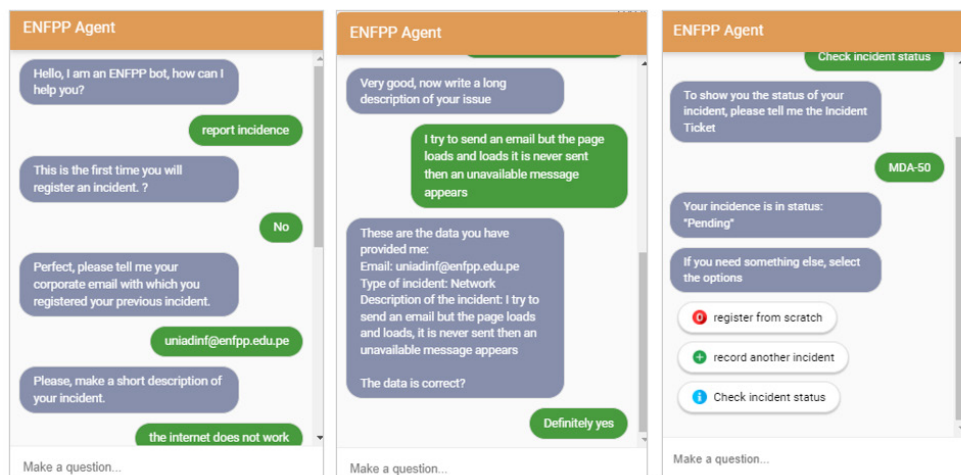 ENFPP Agent
Hello, I am an ENFPP bot, how can I
help you?
report incidence
This is the first time you will
register an incident. ?
No
Perfect, please tell me your
corporate email with which you
registered your previous incident.
uniadinf@enfpp.edu.pe
Please, make a short description of
your incident.
the internet does not work
Make a question...
ENFPP Agent
Very good, now write a long
description of your issue
I try to send an email but the page
loads and loads it is never sent
then an unavailable message
appears
These are the data you have
provided me:
Email: uniadinf@enfpp.edu.pe
Type of incident: Network
Description of the incident: I try to
send an email but the page loads
and loads, it is never sent then an
unavailable message appears
The data is correct?
Definitely yes
Make a question...
ENFPP Agent
Check incident status
To show you the status of your
incident, please tell me the Incident
Ticket
MDA-50
Your incidence is in status:
"Pending"
If you need something else, select
the options
register from scratch
record another incident
Check incident status
Make a question...